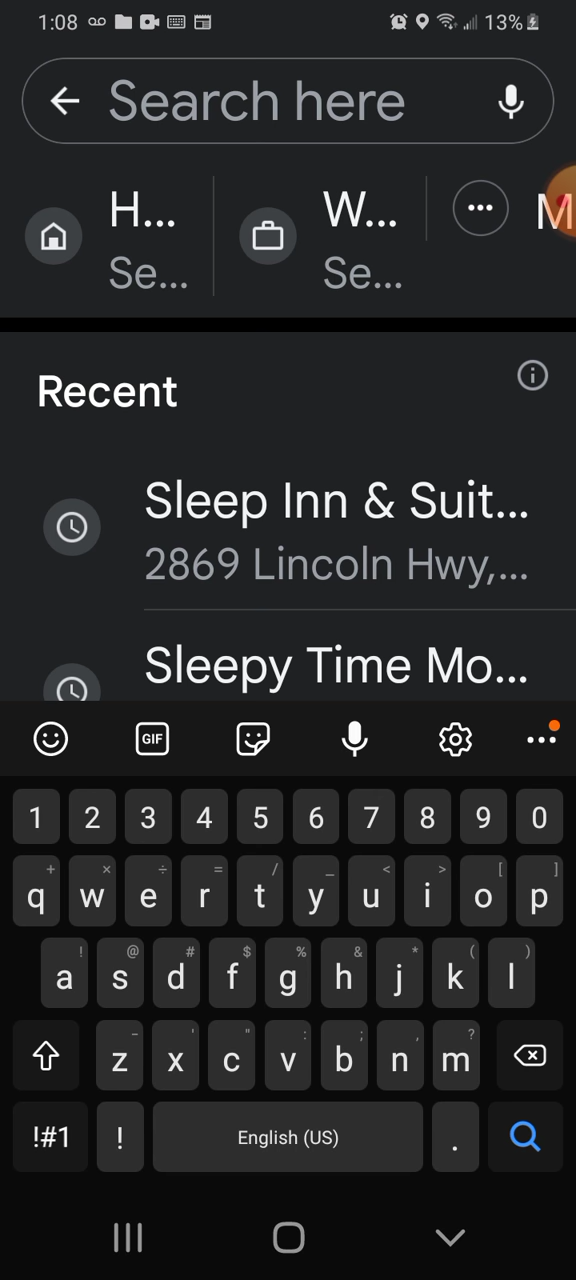 1:08
13%
Search here
H...
Se...
W...
Se...
M
Recent
Sleep Inn & Suit...
2869 Lincoln Hwy,...
Sleepy Time Mo...
GIF
1 2 3 4 5 6 7 8 9 0
+ × ÷ = / _ < > [ ]
q w e r t y u i o p
! @ # $ % & * ( )
a s d f g h j k l
- ' " : ; , ?
z x c v b n m
!#1 ! English (US) .